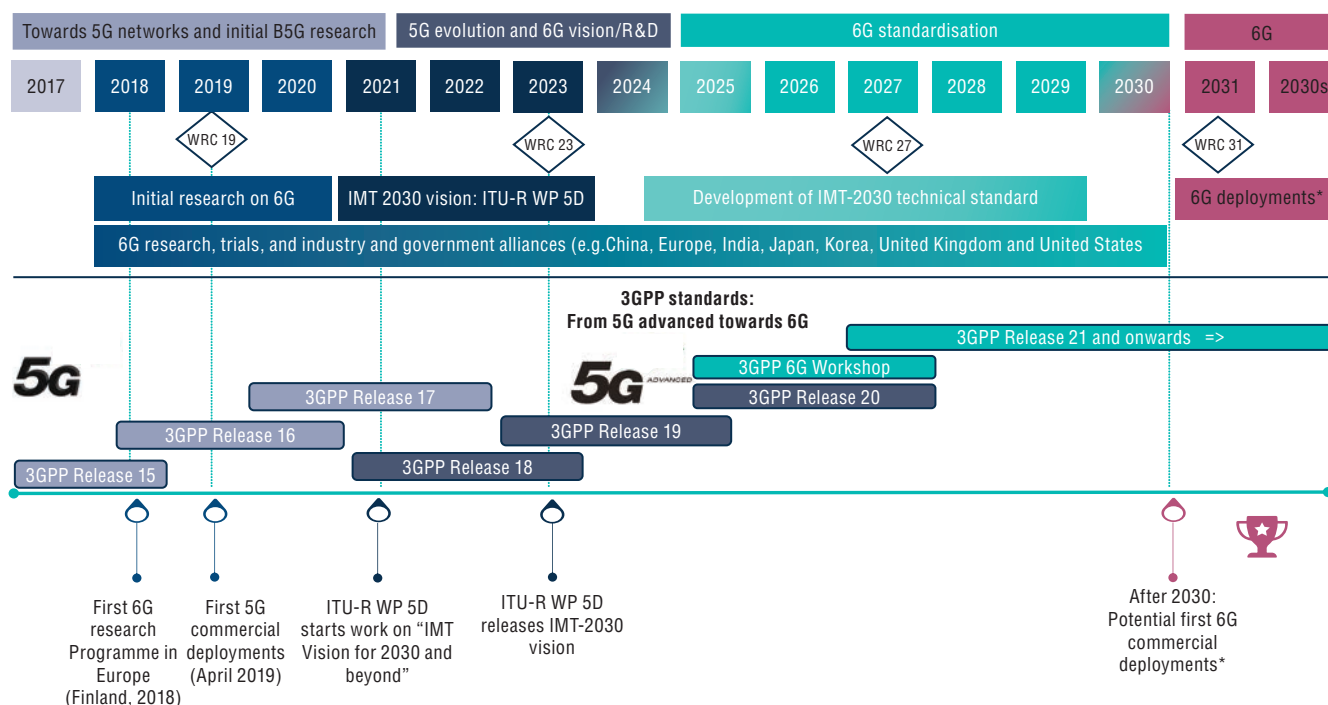 Towards 5G networks and initial B5G research
5G evolution and 6G vision/R&D
6G standardisation
6G
2017
2018
2019
2020
2021
2022
2023
2024
2025
2026
2027
2028
2029
2030
2031
2030s
WRC 19
WRC 23
WRC 27
WRC 31
Initial research on 6G
IMT 2030 vision: ITU-R WP 5D
Development of IMT-2030 technical standard
6G deployments*
6G research, trials, and industry and government alliances (e.g.China, Europe, India, Japan, Korea, United Kingdom and United States
3GPP standards:
From 5G advanced towards 6G
3GPP Release 21 and onwards =>
5G
5G ADVANCED
3GPP 6G Workshop
3GPP Release 17
3GPP Release 20
3GPP Release 16
3GPP Release 19
3GPP Release 15
3GPP Release 18
First 6G
research
Programme in
Europe
(Finland, 2018)
First 5G
commercial
deployments
(April 2019)
ITU-R WP 5D
starts work on “IMT
Vision for 2030 and
beyond”
ITU-R WP 5D
releases IMT-2030
vision
After 2030:
Potential first 6G
commercial
deployments*